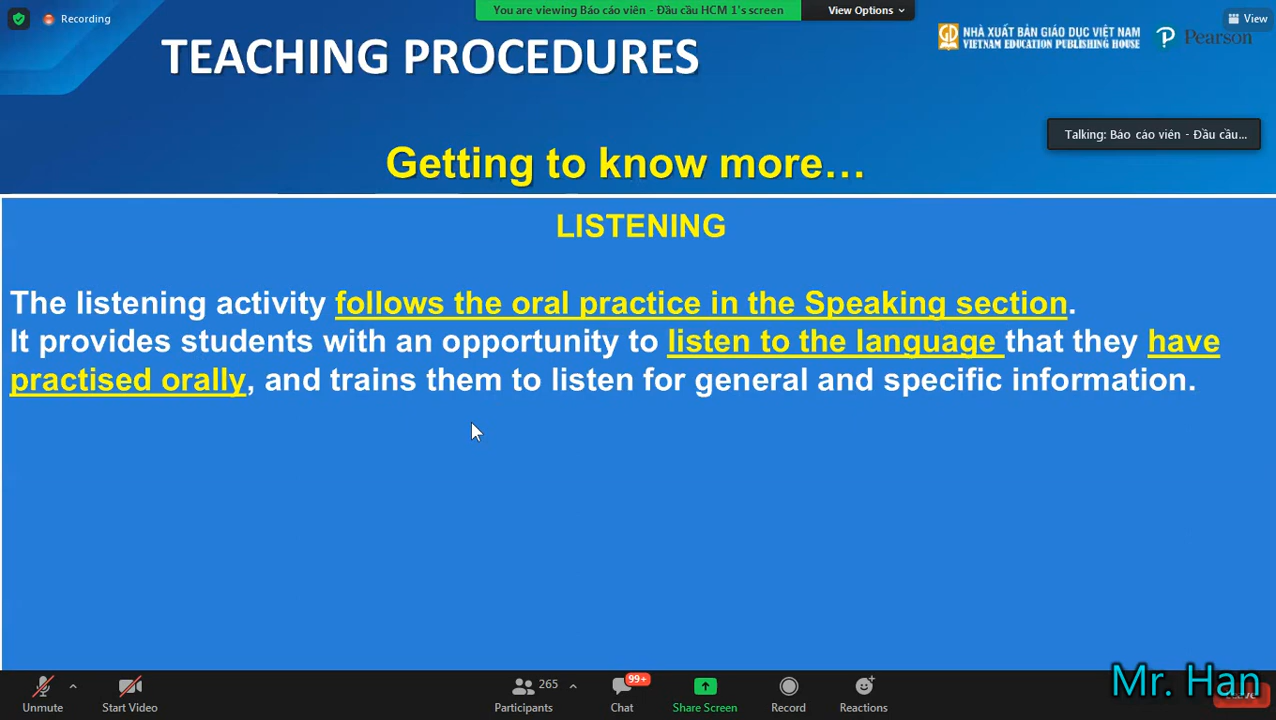 Recording
You are viewing Báo cáo viên - Đầu cầu HCM 1's screen
View Options
View
TEACHING PROCEDURES
NHÀ XUẤT BẢN GIÁO DỤC VIỆT NAM
VIETNAM EDUCATION PUBLISHING HOUSE
Pearson
Talking: Báo cáo viên - Đầu cầu...
Getting to know more...
LISTENING
The listening activity follows the oral practice in the Speaking section.
It provides students with an opportunity to listen to the language that they have
practised orally, and trains them to listen for general and specific information.
Unmute
Start Video
265
Participants
99+
Chat
Share Screen
Record
Reactions
Mr. Han